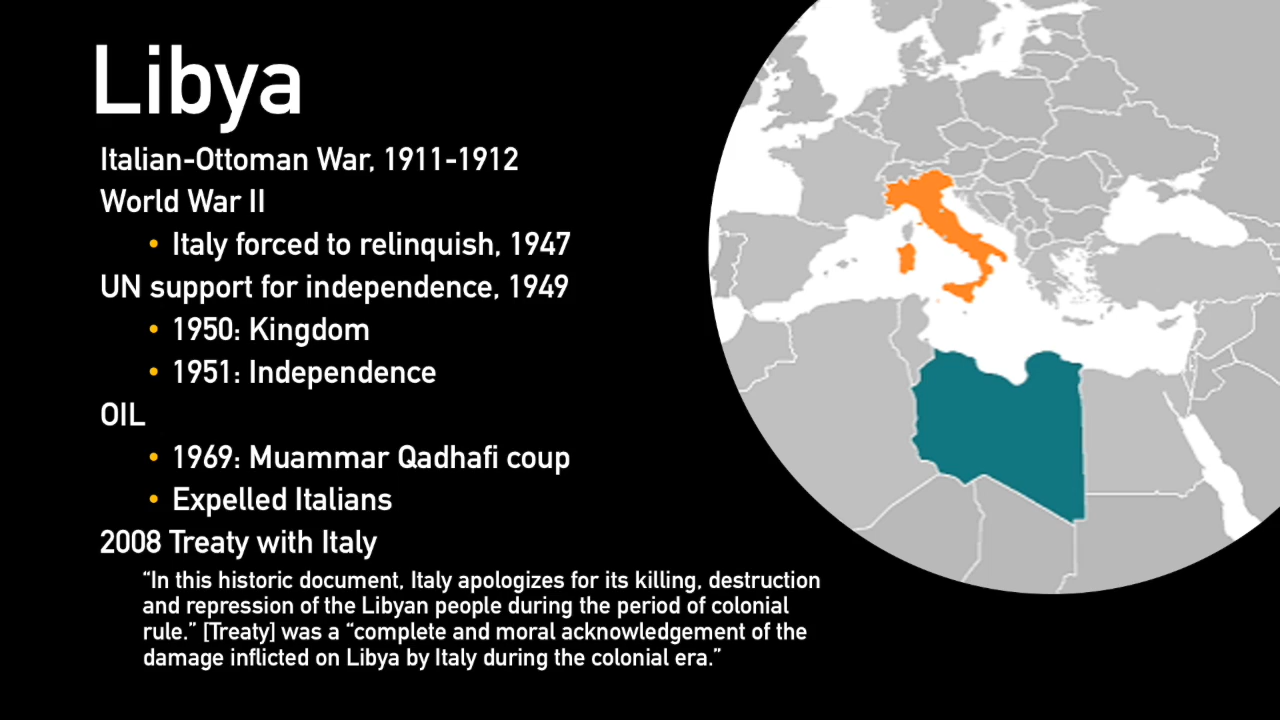 Libya
Italian-Ottoman War, 1911-1912
World War II
• Italy forced to relinquish, 1947
UN support for independence, 1949
• 1950: Kingdom
• 1951: Independence
OIL
• 1969: Muammar Qadhafi coup
• Expelled Italians
2008 Treaty with Italy
“In this historic document, Italy apologizes for its killing, destruction
and repression of the Libyan people during the period of colonial
rule.” [Treaty] was a “complete and moral acknowledgement of the
damage inflicted on Libya by Italy during the colonial era.”